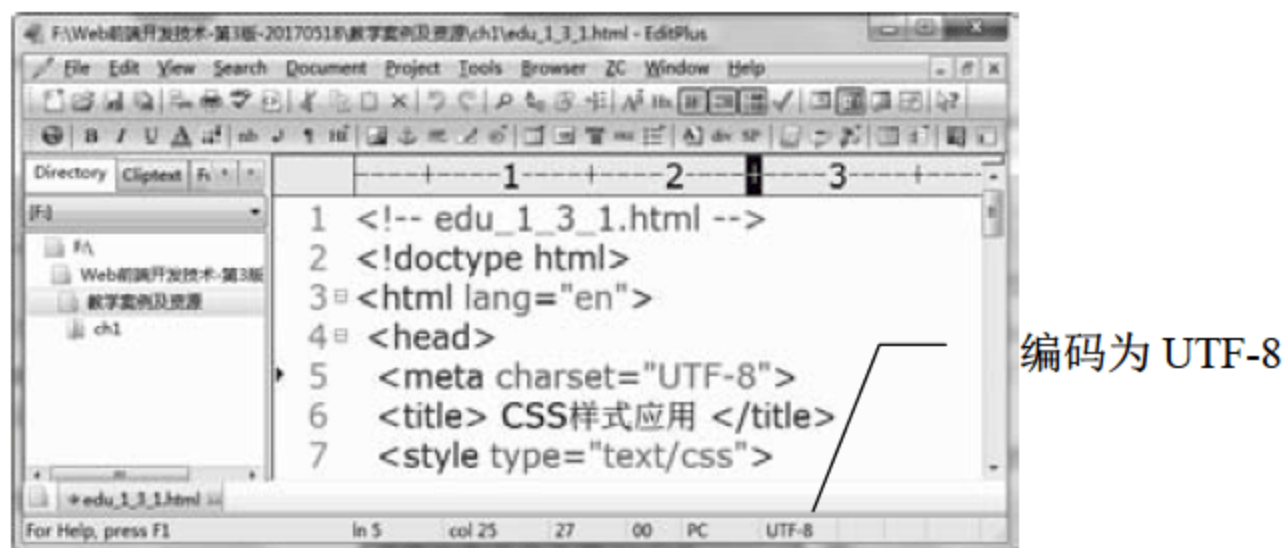 F:\Web前端开发技术-第3版-20170518\教学案例及资源\ch1\edu_1_3_1.html - EditPlus
File Edit View Search Document Project Tools Browser ZC Window Help
Directory Cliptext
1 2 3
[F:]
F:\
Web前端开发技术-第3版
教学案例及资源
ch1
1 <!-- edu_1_3_1.html -->
2 <!doctype html>
3 <html lang="en">
4 <head>
5 <meta charset="UTF-8">
6 <title> CSS样式应用 </title>
7 <style type="text/css">
编码为 UTF-8
edu_1_3_1.html
For Help, press F1 ln 5 col 25 27 00 PC UTF-8